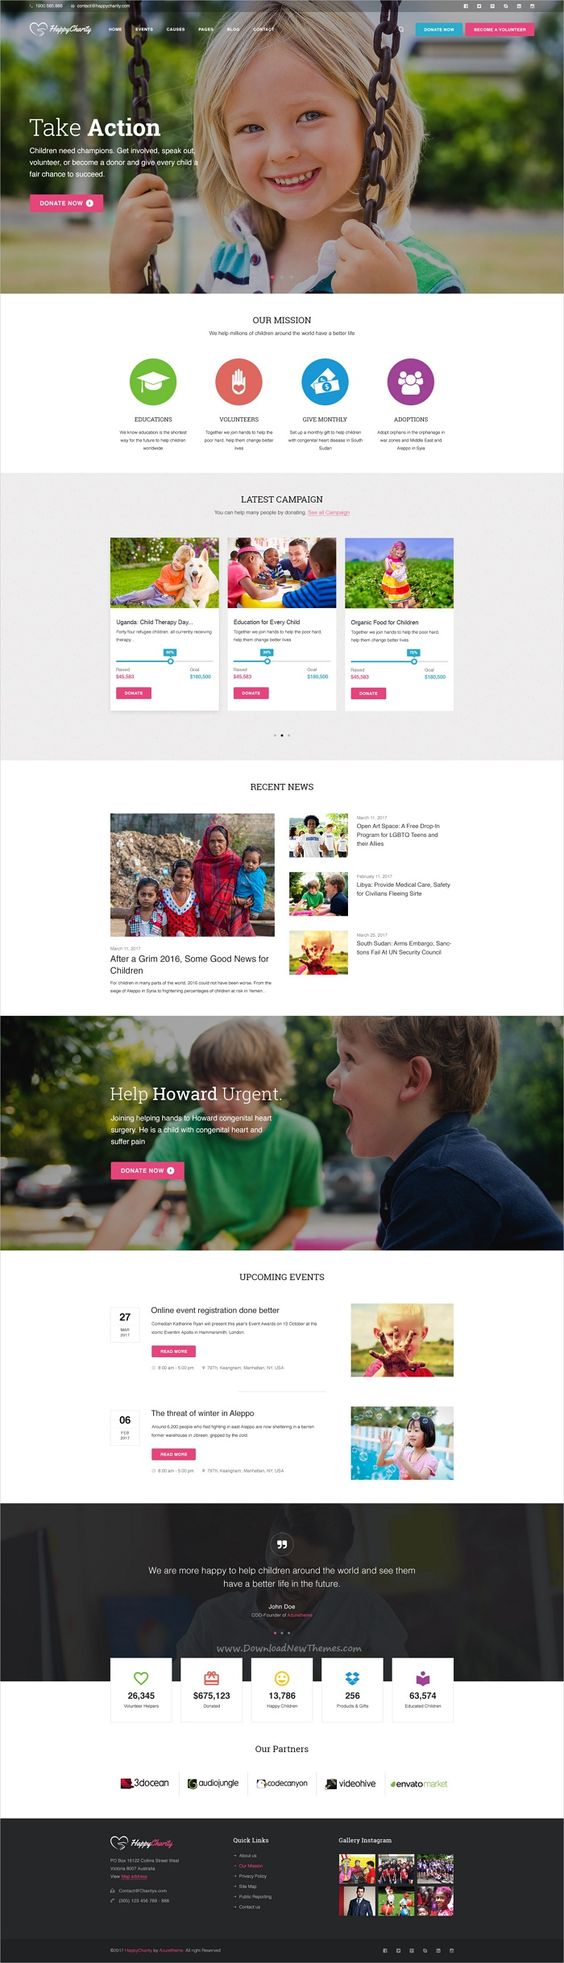 1900.565.888 contact@happycharity.com
HappyCharity HOME EVENTS CAUSES PAGES BLOG CONTACT DONATE NOW BECOME A VOLUNTEER
Take Action
Children need champions. Get involved, speak out,
volunteer, or become a donor and give every child a
fair chance to succeed.
DONATE NOW
OUR MISSION
We help millions of children around the world have a better life
EDUCATIONS
We know education is the shortest
way for the future to help children
worldwide
VOLUNTEERS
Together we join hands to help the
poor hard, help them change better
lives
GIVE MONTHLY
Set up a monthly gift to help children
with congenital heart disease in South
Sudan
ADOPTIONS
Adopt orphans in the orphanage in
war zones and Middle East and
Aleppo in Syia
LATEST CAMPAIGN
You can help many people by donating. See all Campaign
Uganda: Child Therapy Day...
Forty four refugee children, all currently receiving
therapy...
Raised Goal
$45,583 $180,500
DONATE
Education for Every Child
Together we join hands to help the poor hard,
help them change better lives
Raised Goal
$45,583 $180,500
DONATE
Organic Food for Children
Together we join hands to help the poor hard,
help them change better lives
75%
Raised Goal
$45,583 $180,500
DONATE
RECENT NEWS
March 11, 2017
After a Grim 2016, Some Good News for
Children
For children in many parts of the world, 2016 could not have been worse. From the
siege of Aleppo in Syria to frightening percentages of children at risk in Yemen.
March 11, 2017
Open Art Space: A Free Drop-In
Program for LGBTQ Teens and
their Allies
February 11, 2017
Libya: Provide Medical Care, Safety
for Civilians Fleeing Sirte
March 25, 2017
South Sudan: Arms Embargo, Sanc-
tions Fail At UN Security Council
Help Howard Urgent.
Joining helping hands to Howard congenital heart
surgery. He is a child with congenital heart and
suffer pain
DONATE NOW
UPCOMING EVENTS
27
MAR
2017
Online event registration done better
Comedian Katherine Ryan will present this year's Event Awards on 13 October at the
iconic Eventim Apollo in Hammersmith, London.
READ MORE
8:00 am - 5:00 pm 797H, Keangnam, Manhattan, NY, USA
06
FEB
2017
The threat of winter in Aleppo
Around 6,200 people who fled fighting in east Aleppo are now sheltering in a barren
former warehouse in Jibreen, gripped by the cold.
READ MORE
8:00 am - 5:00 pm 797H, Keangnam, Manhattan, NY, USA
We are more happy to help children around the world and see them
have a better life in the future.
John Doe
COO-Founder of Azuretheme
www.DownloadNewThemes.com
26,345
Volunteer Helpers
$675,123
Donated
13,786
Happy Children
256
Products & Gifts
63,574
Educated Children
Our Partners
3docean audiojungle codecanyon videohive envatomarket
HappyCharity
PO Box 16122 Collins Street West
Victoria 8007 Australia
View Map address
Contact@Charitys.com
(305) 123 456 789 - 888
Quick Links
About us
Our Mission
Privacy Policy
Site Map
Public Reporting
Contact us
Gallery Instagram
©2017 HappyCharity by Azuretheme. All right Reserved